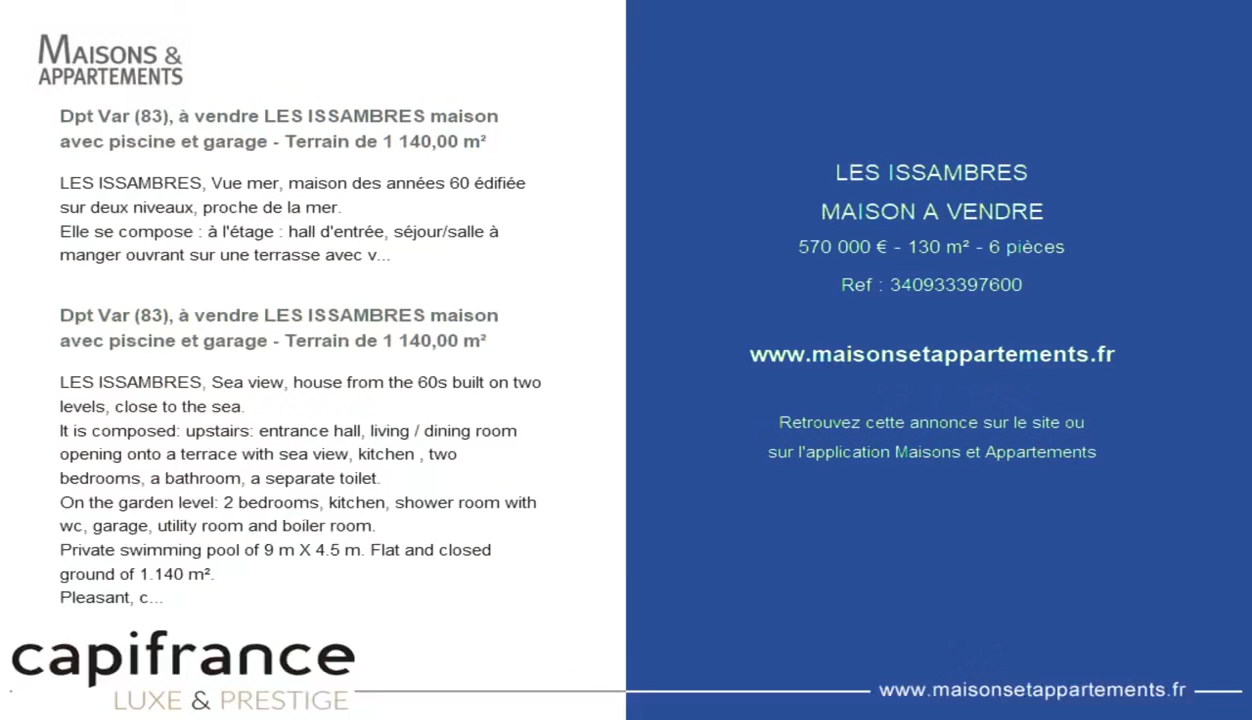 MAISONS &
APPARTEMENTS
Dpt Var (83), à vendre LES ISSAMBRES maison
avec piscine et garage - Terrain de 1 140,00 m²
LES ISSAMBRES, Vue mer, maison des années 60 édifiée
sur deux niveaux, proche de la mer.
Elle se compose : à l'étage : hall d'entrée, séjour/salle à
manger ouvrant sur une terrasse avec v...
Dpt Var (83), à vendre LES ISSAMBRES maison
avec piscine et garage - Terrain de 1 140,00 m²
LES ISSAMBRES, Sea view, house from the 60s built on two
levels, close to the sea.
It is composed: upstairs: entrance hall, living / dining room
opening onto a terrace with sea view, kitchen , two
bedrooms, a bathroom, a separate toilet.
On the garden level: 2 bedrooms, kitchen, shower room with
wc, garage, utility room and boiler room.
Private swimming pool of 9 m X 4.5 m. Flat and closed
ground of 1.140 m².
Pleasant, c...
capifrance
LUXE & PRESTIGE
LES ISSAMBRES
MAISON A VENDRE
570 000 € - 130 m² - 6 pièces
Ref : 340933397600
www.maisonsetappartements.fr
Retrouvez cette annonce sur le site ou
sur l'application Maisons et Appartements
www.maisonsetappartements.fr